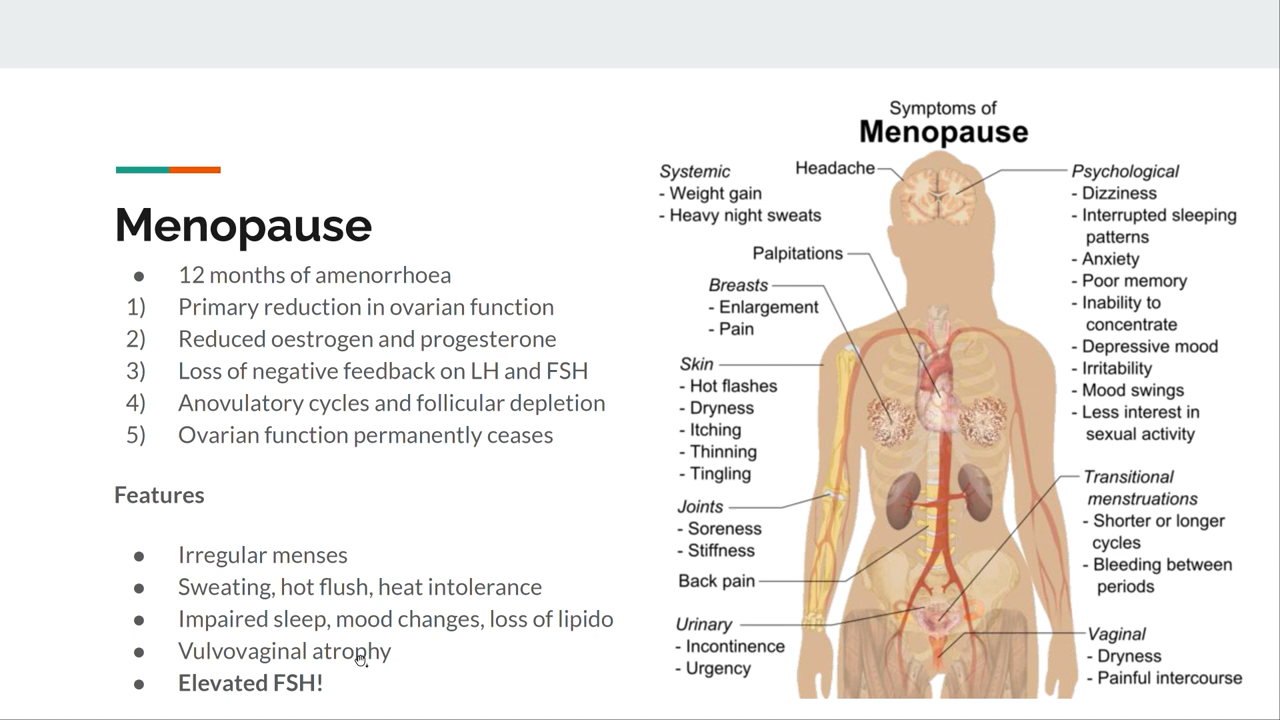 Menopause
● 12 months of amenorrhoea
1) Primary reduction in ovarian function
2) Reduced oestrogen and progesterone
3) Loss of negative feedback on LH and FSH
4) Anovulatory cycles and follicular depletion
5) Ovarian function permanently ceases
Features
● Irregular menses
● Sweating, hot flush, heat intolerance
● Impaired sleep, mood changes, loss of lipido
● Vulvovaginal atrophy
● Elevated FSH!
Symptoms of
Menopause
Systemic
- Weight gain
- Heavy night sweats
Headache
Palpitations
Breasts
- Enlargement
- Pain
Skin
- Hot flashes
- Dryness
- Itching
- Thinning
- Tingling
Joints
- Soreness
- Stiffness
Back pain
Urinary
- Incontinence
- Urgency
Psychological
- Dizziness
- Interrupted sleeping
patterns
- Anxiety
- Poor memory
- Inability to
concentrate
- Depressive mood
- Irritability
- Mood swings
- Less interest in
sexual activity
Transitional
menstruations
- Shorter or longer
cycles
- Bleeding between
periods
Vaginal
- Dryness
- Painful intercourse